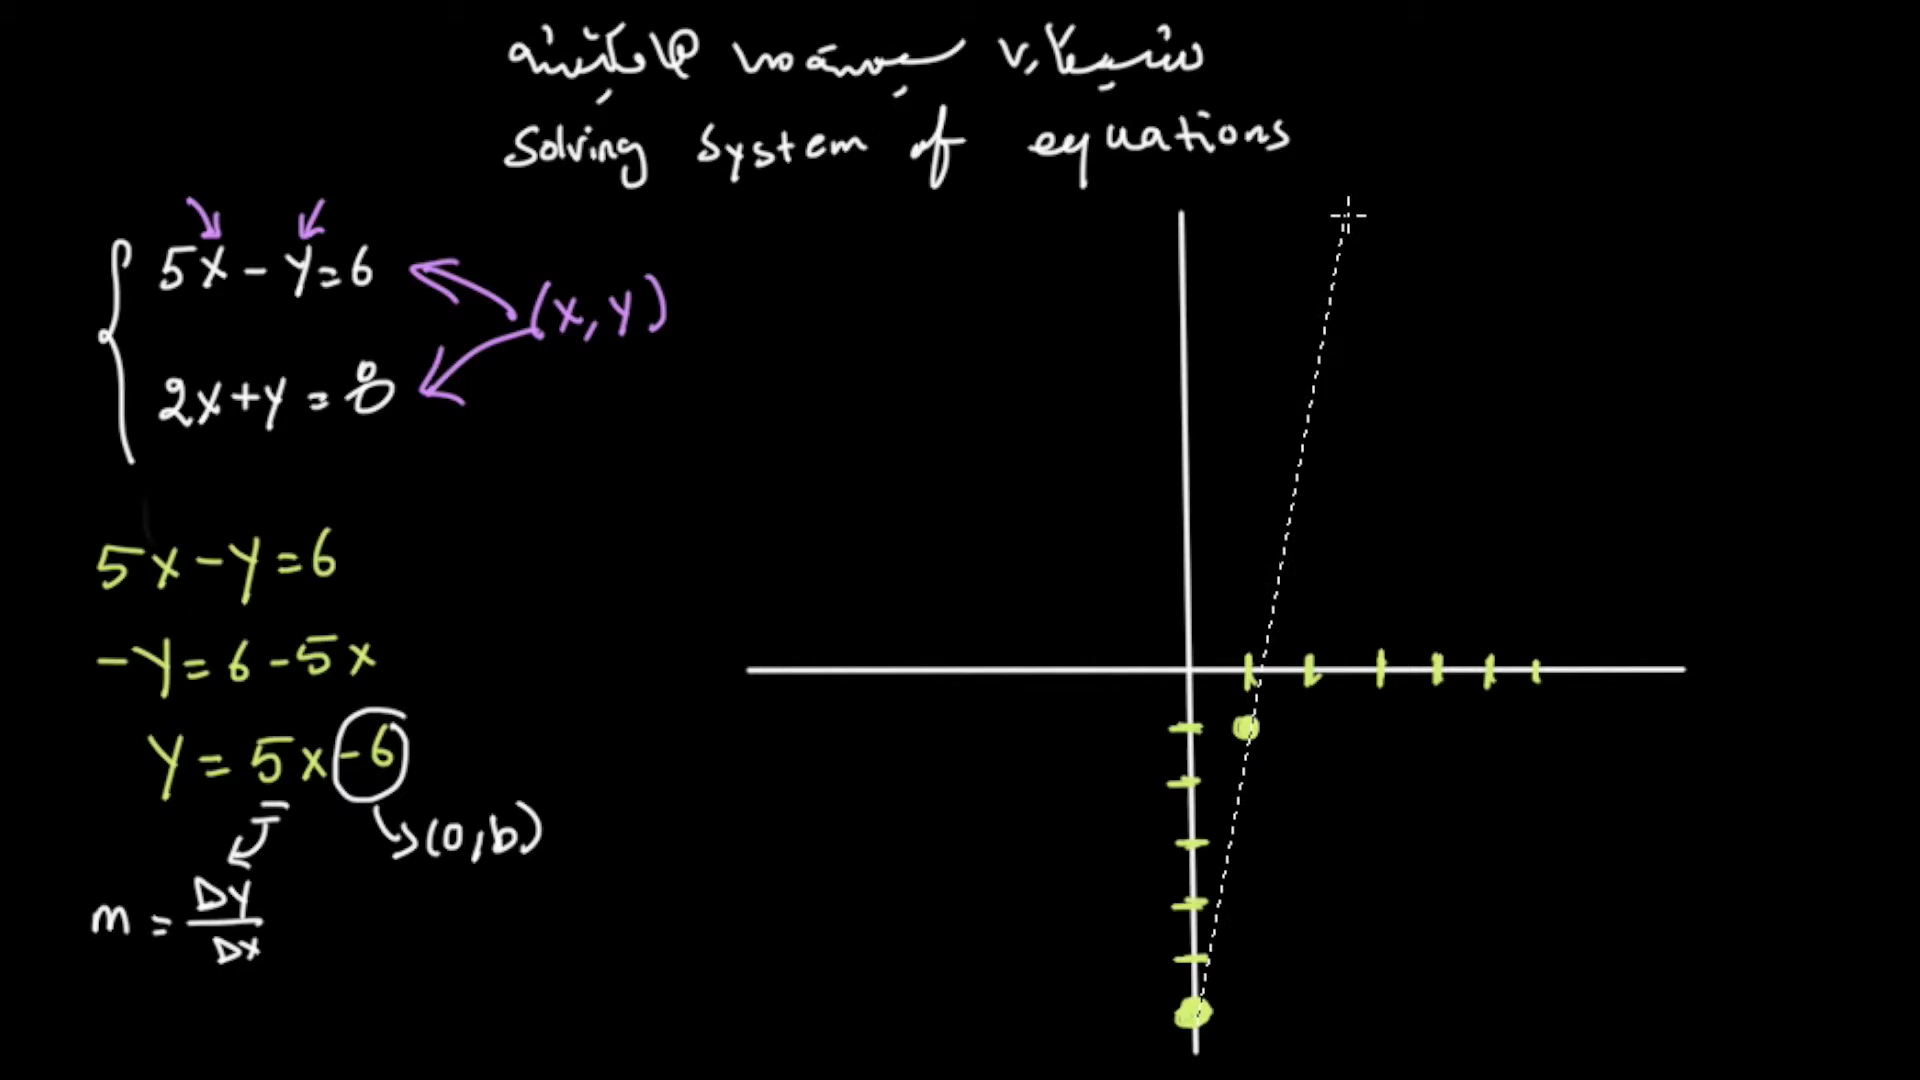 Solving system of equations
5x - y = 6
(x, y)
2x + y = 8
5x - y = 6
-y = 6 - 5x
y = 5x - 6
(0, b)
m = Δy/Δx